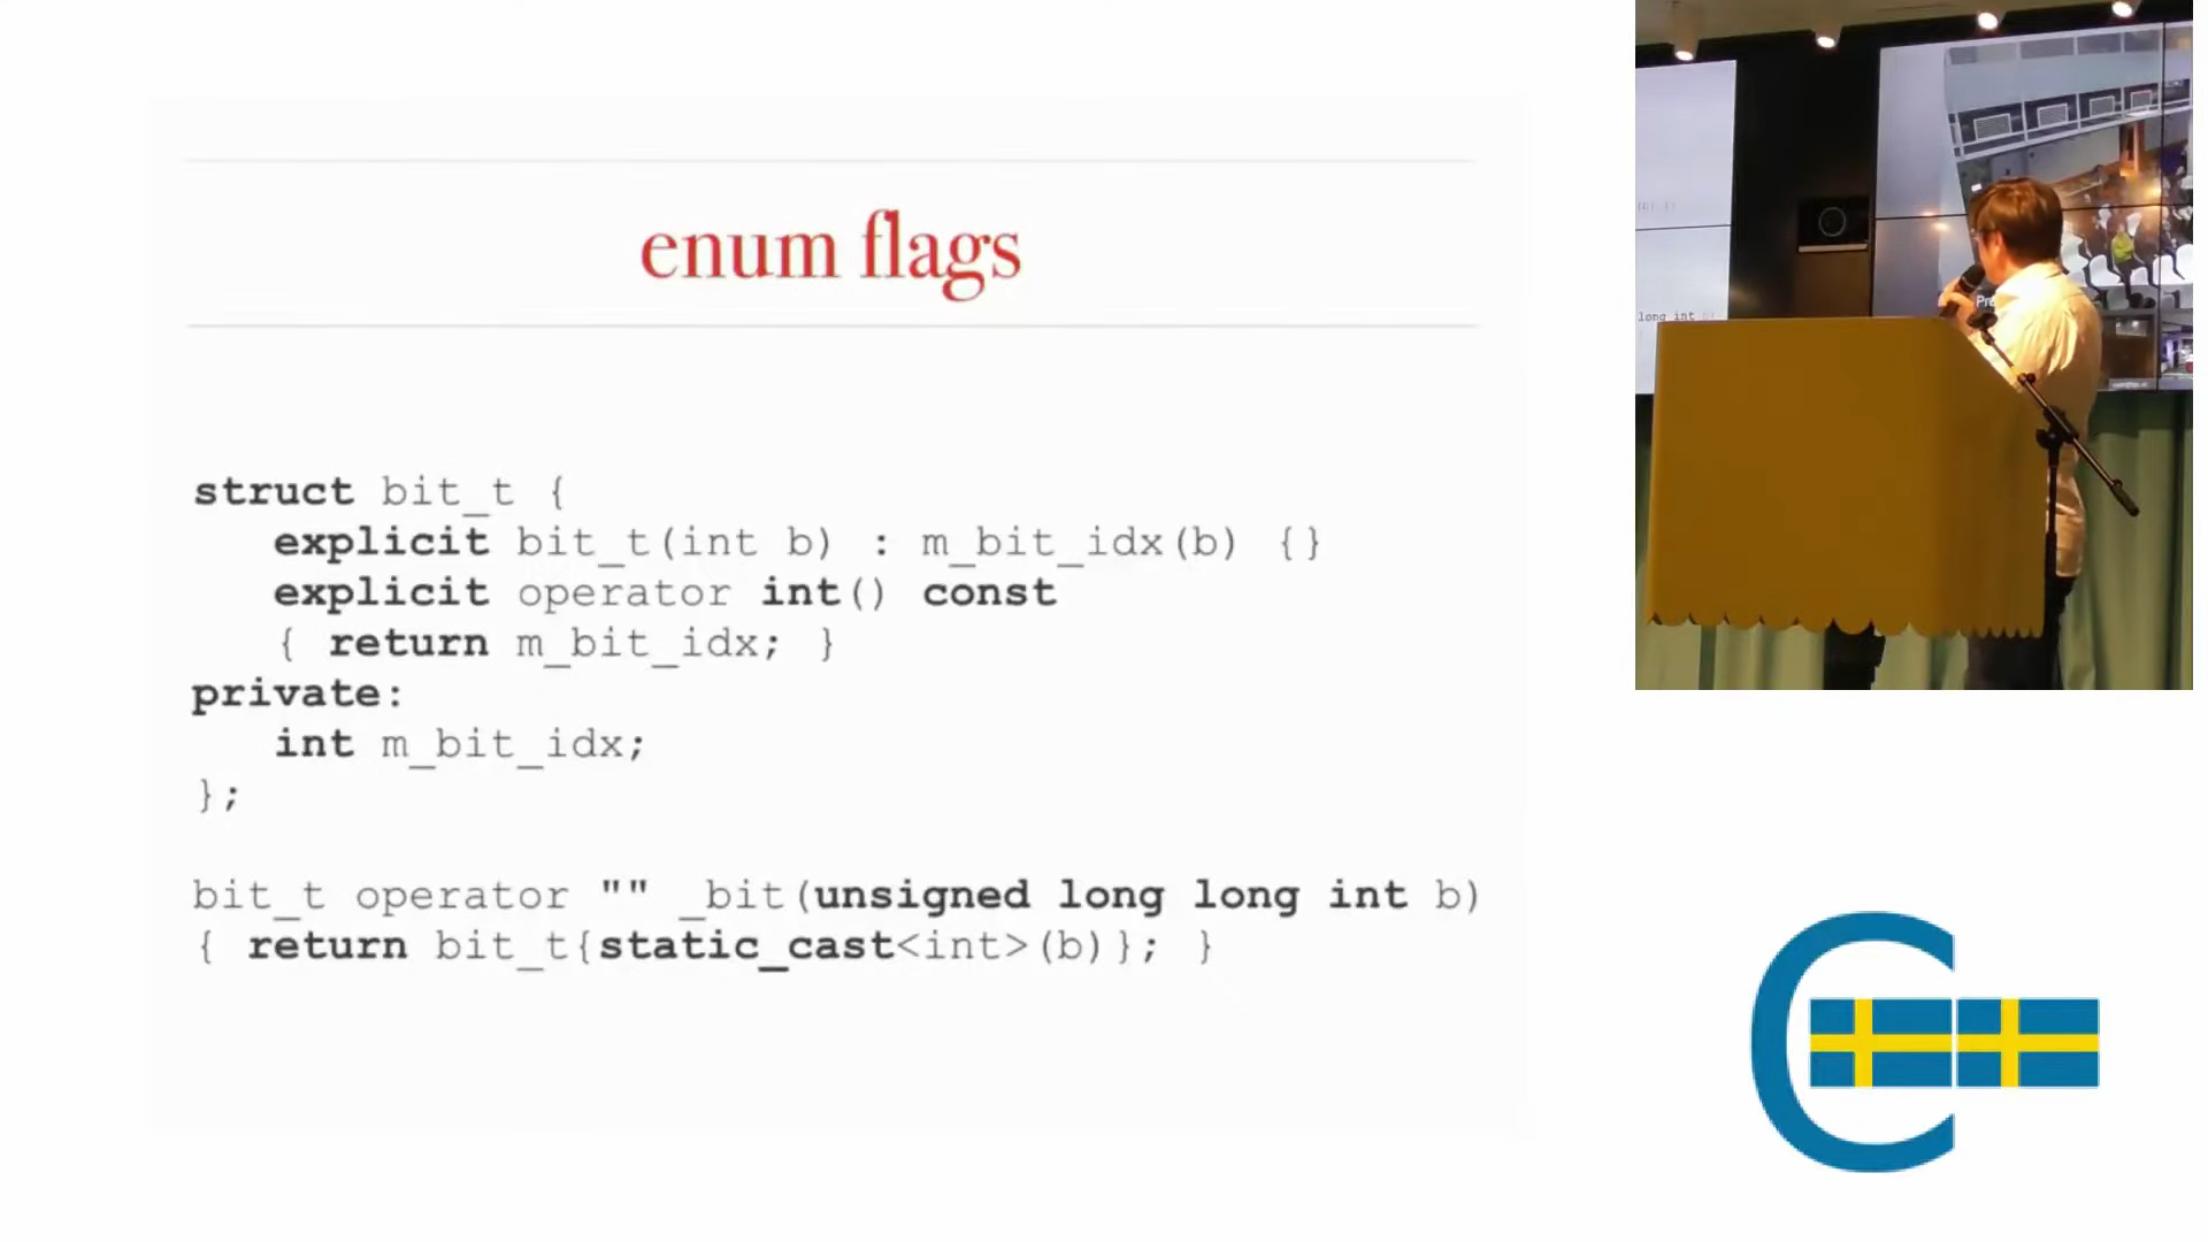 enum flags
struct bit_t {
explicit bit_t(int b) : m_bit_idx(b) {}
explicit operator int() const
{ return m_bit_idx; }
private:
int m_bit_idx;
};
bit_t operator "" _bit(unsigned long long int b)
{ return bit_t{static_cast<int>(b)}; }
long int
C